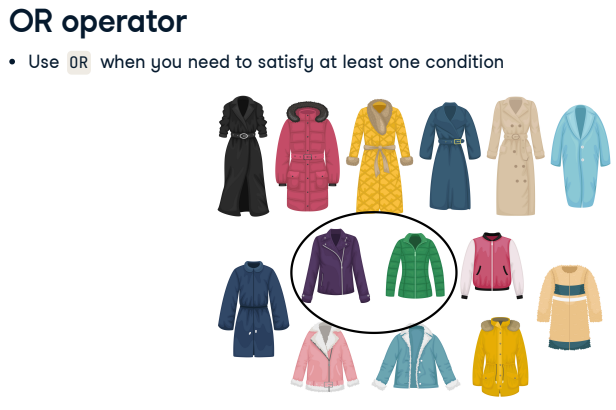 OR operator
• Use OR when you need to satisfy at least one condition